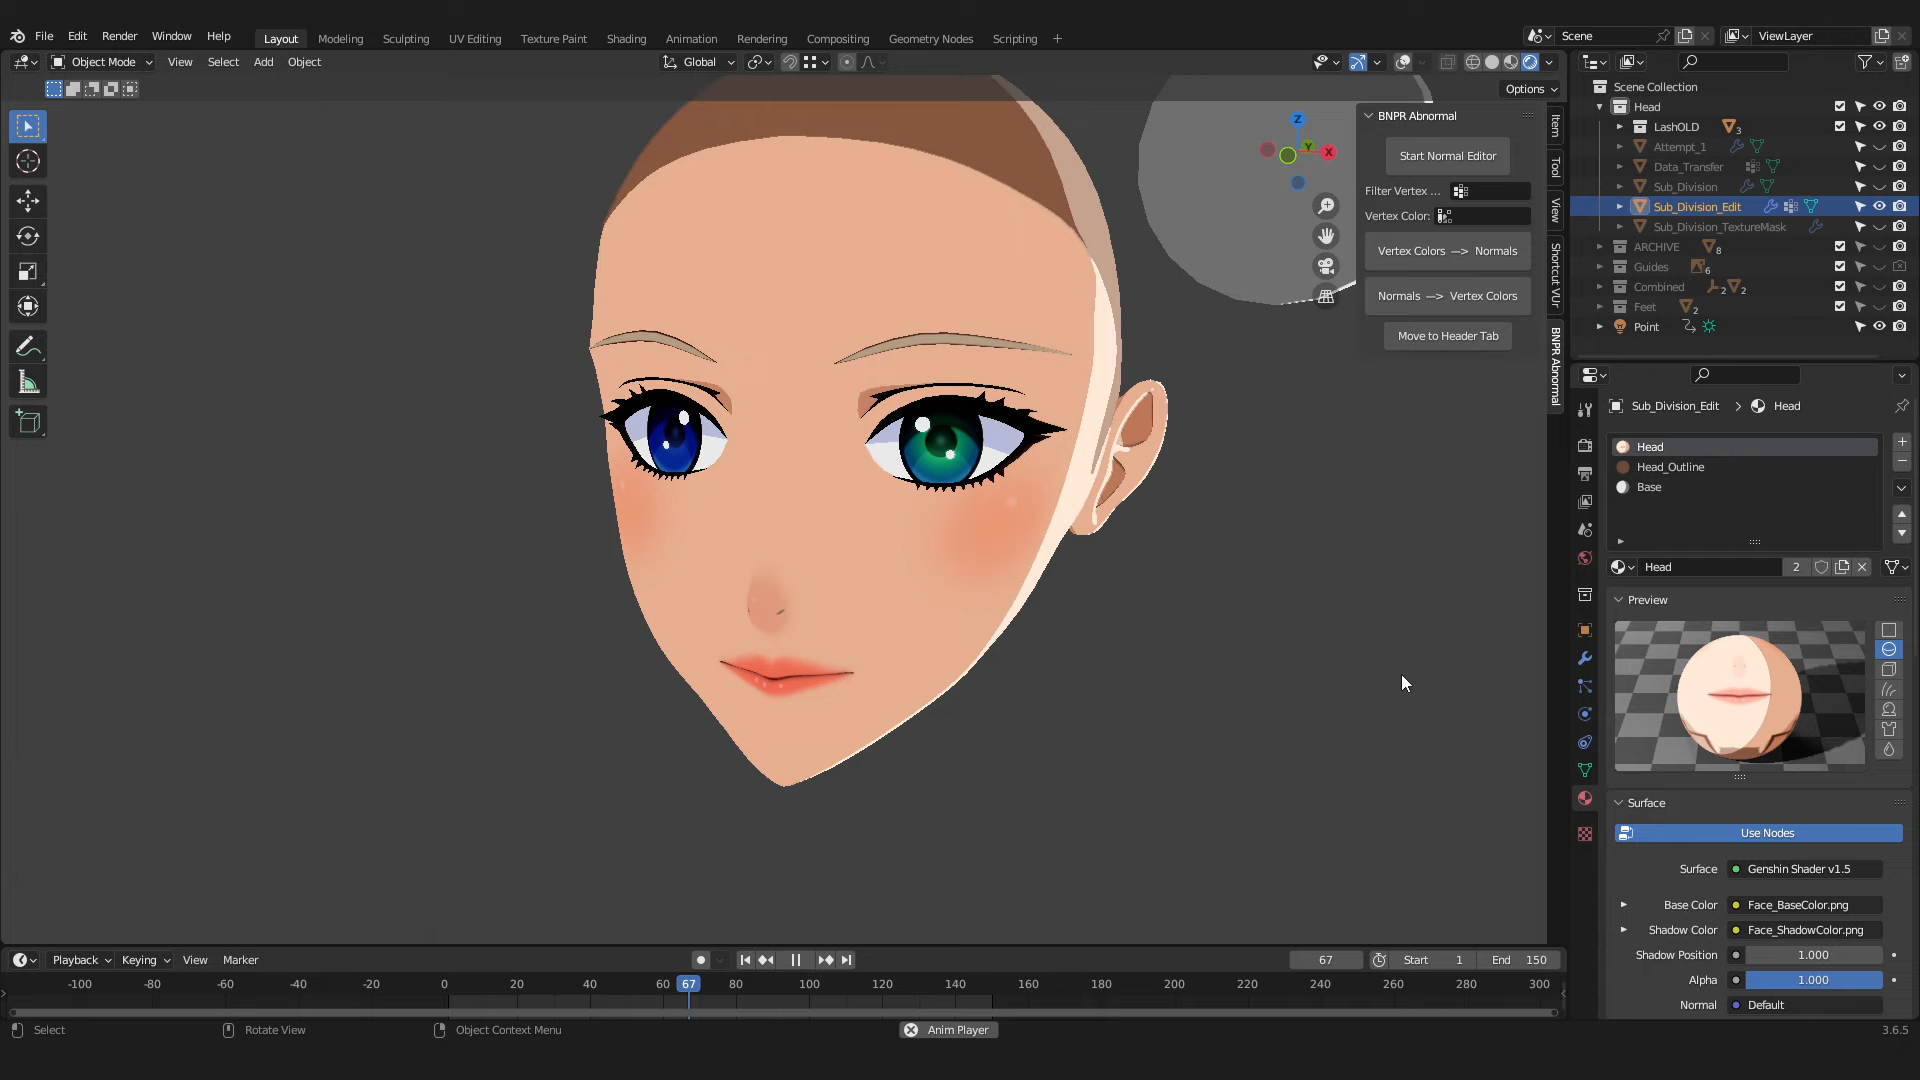 File Edit Render Window Help Layout Modeling Sculpting UV Editing Texture Paint Shading Animation Rendering Compositing Geometry Nodes Scripting + Scene ViewLayer
Object Mode View Select Add Object Global
Options
Scene Collection
Head
LashOLD 3
Attempt_1
Data_Transfer
Sub_Division
Sub_Division_Edit
Sub_Division_TextureMask
ARCHIVE 8
Guides 6
Combined 2 2
Feet 2
Point
Z
Y
X
BNPR Abnormal
Start Normal Editor
Filter Vertex ...
Vertex Color:
Vertex Colors —> Normals
Normals —> Vertex Colors
Move to Header Tab
Item
Tool
View
Shortcut VUr
BNPR Abnormal
Sub_Division_Edit > Head
Head
Head_Outline
Base
Head 2
Preview
Surface
Use Nodes
Surface Genshin Shader v1.5
Base Color Face_BaseColor.png
Shadow Color Face_ShadowColor.png
Shadow Position 1.000
Alpha 1.000
Normal Default
Playback Keying View Marker 67 Start 1 End 150
-100 -80 -60 -40 -20 0 20 40 60 67 80 100 120 140 160 180 200 220 240 260 280 300
Select Rotate View Object Context Menu Anim Player 3.6.5